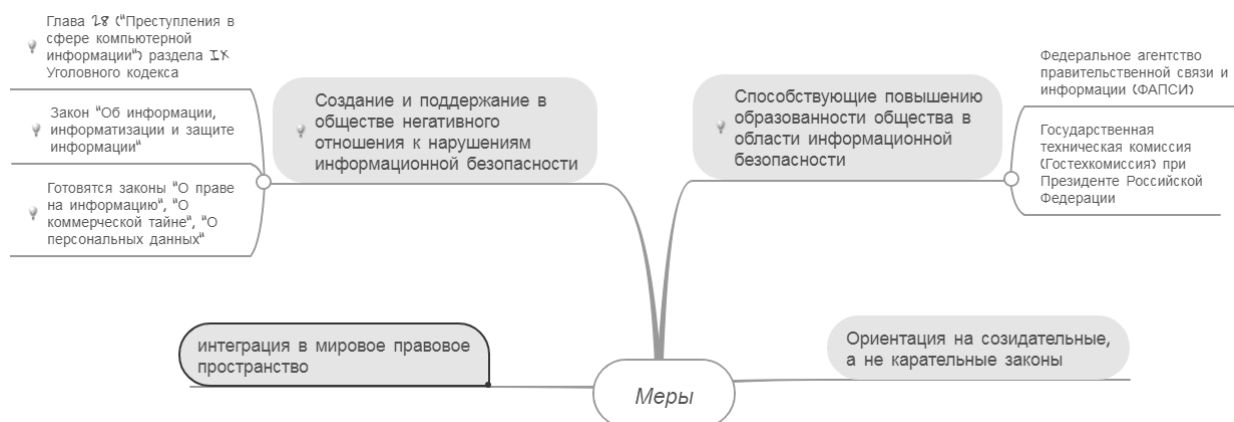 Глава 28 ("Преступления в
сфере компьютерной
информации") раздела IX
Уголовного кодекса
Закон "Об информации,
информатизации и защите
информации"
Готовятся законы "О праве
на информацию", "О
коммерческой тайне", "О
персональных данных"
Создание и поддержание в
обществе негативного
отношения к нарушениям
информационной безопасности
Способствующие повышению
образованности общества в
области информационной
безопасности
Федеральное агентство
правительственной связи и
информации (ФАПСИ)
Государственная
техническая комиссия
(Гостехкомиссия) при
Президенте Российской
Федерации
интеграция в мировое правовое
пространство
Ориентация на созидательные,
а не карательные законы
Меры